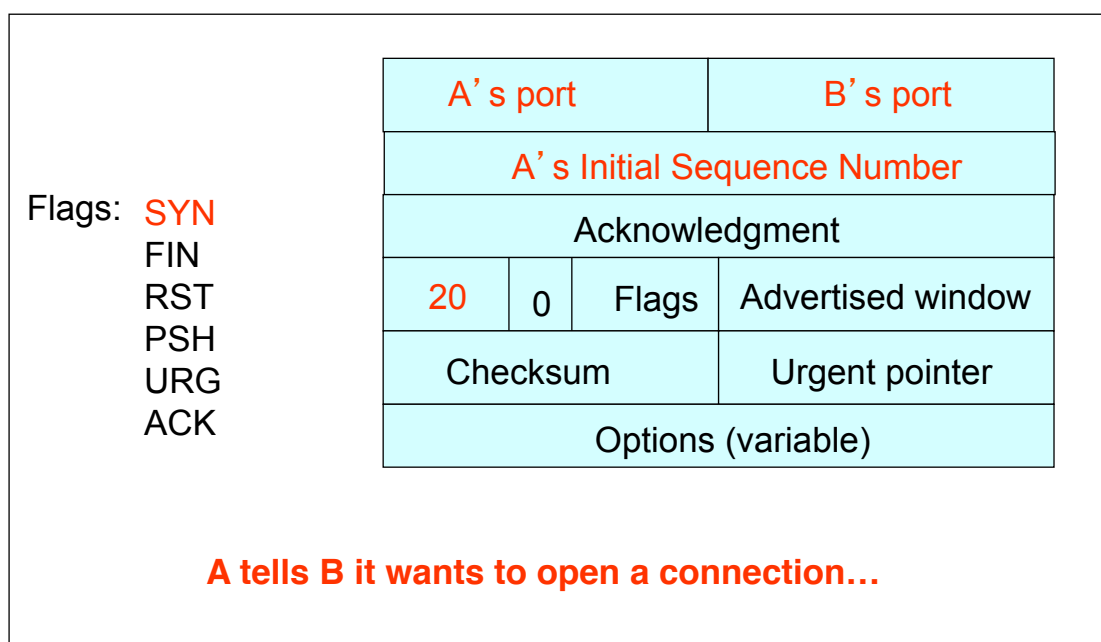 A's port B's port
A's Initial Sequence Number
Flags: SYN
Acknowledgment
FIN
20 0 Flags Advertised window
RST
PSH
Checksum Urgent pointer
URG
ACK
Options (variable)
A tells B it wants to open a connection…